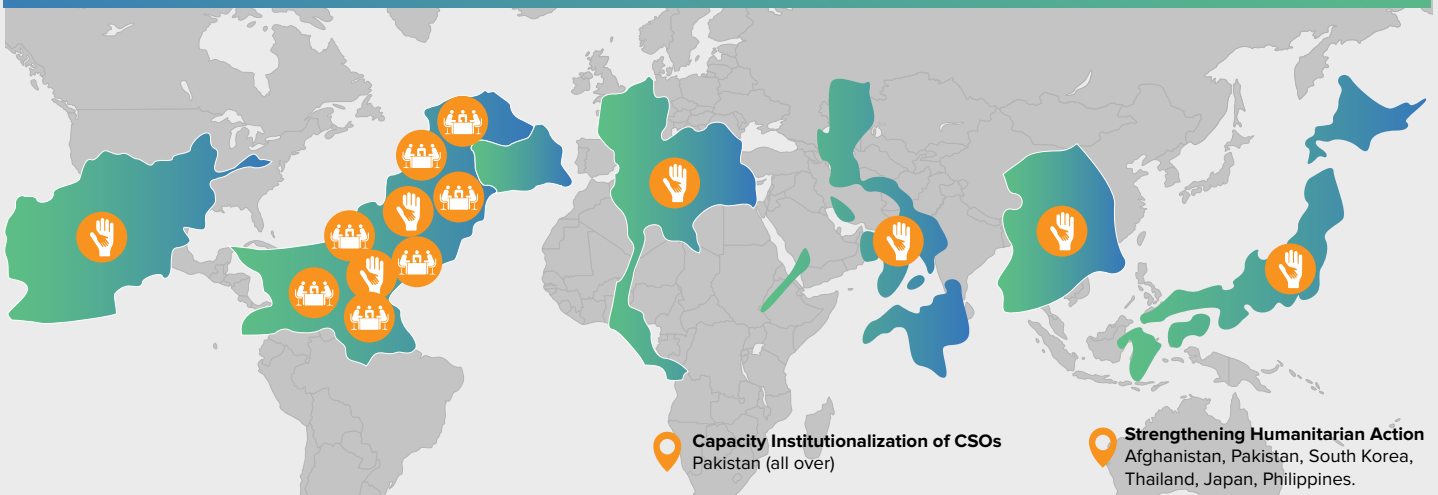 Capacity Institutionalization of CSOs
Pakistan (all over)
Strengthening Humanitarian Action
Afghanistan, Pakistan, South Korea,
Thailand, Japan, Philippines.